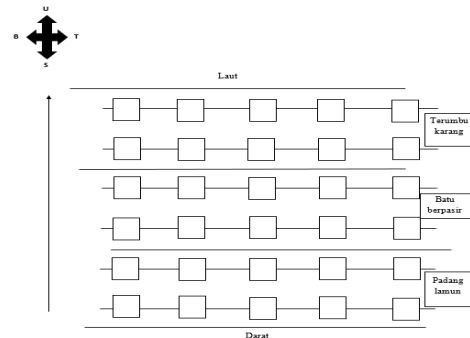 U
B T
S
Laut
Terumbu
karang
Batu
berpasir
Padang
lamun
Darat